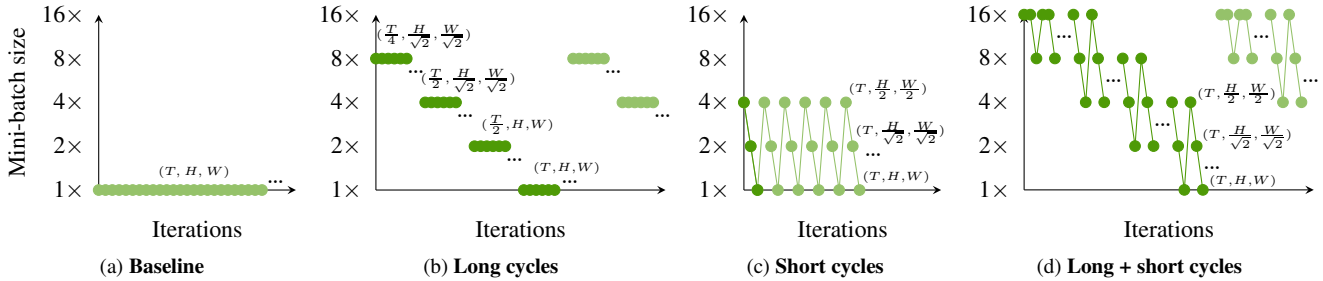 Mini-batch size
16×
8×
4×
2×
1×
(T, H, W)
...
Iterations
(a) Baseline
16×
8×
4×
2×
1×
(T/4, H/√2, W/√2)
...
(T/2, H/√2, W/√2)
...
(T/2, H, W)
...
(T, H, W)
...
...
...
Iterations
(b) Long cycles
16×
8×
4×
2×
1×
(T, H/2, W/2)
(T, H/√2, W/√2)
...
(T, H, W)
Iterations
(c) Short cycles
16×
8×
4×
2×
1×
...
...
...
(T, H/2, W/2)
(T, H/√2, W/√2)
...
(T, H, W)
...
...
Iterations
(d) Long + short cycles